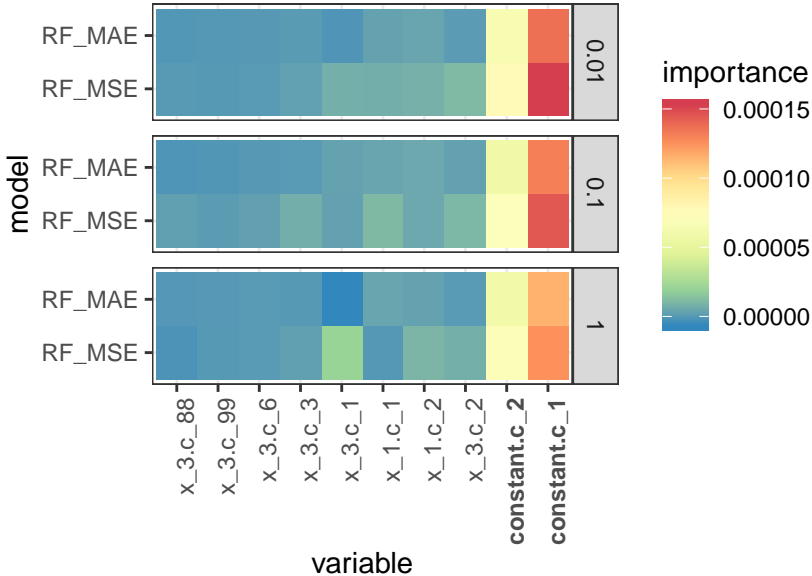 RF_MAE
RF_MSE
0.01
RF_MAE
RF_MSE
0.1
RF_MAE
RF_MSE
1
model
x_3.c_88
x_3.c_99
x_3.c_6
x_3.c_3
x_3.c_1
x_1.c_1
x_1.c_2
x_3.c_2
constant.c_2
constant.c_1
variable
importance
0.00015
0.00010
0.00005
0.00000